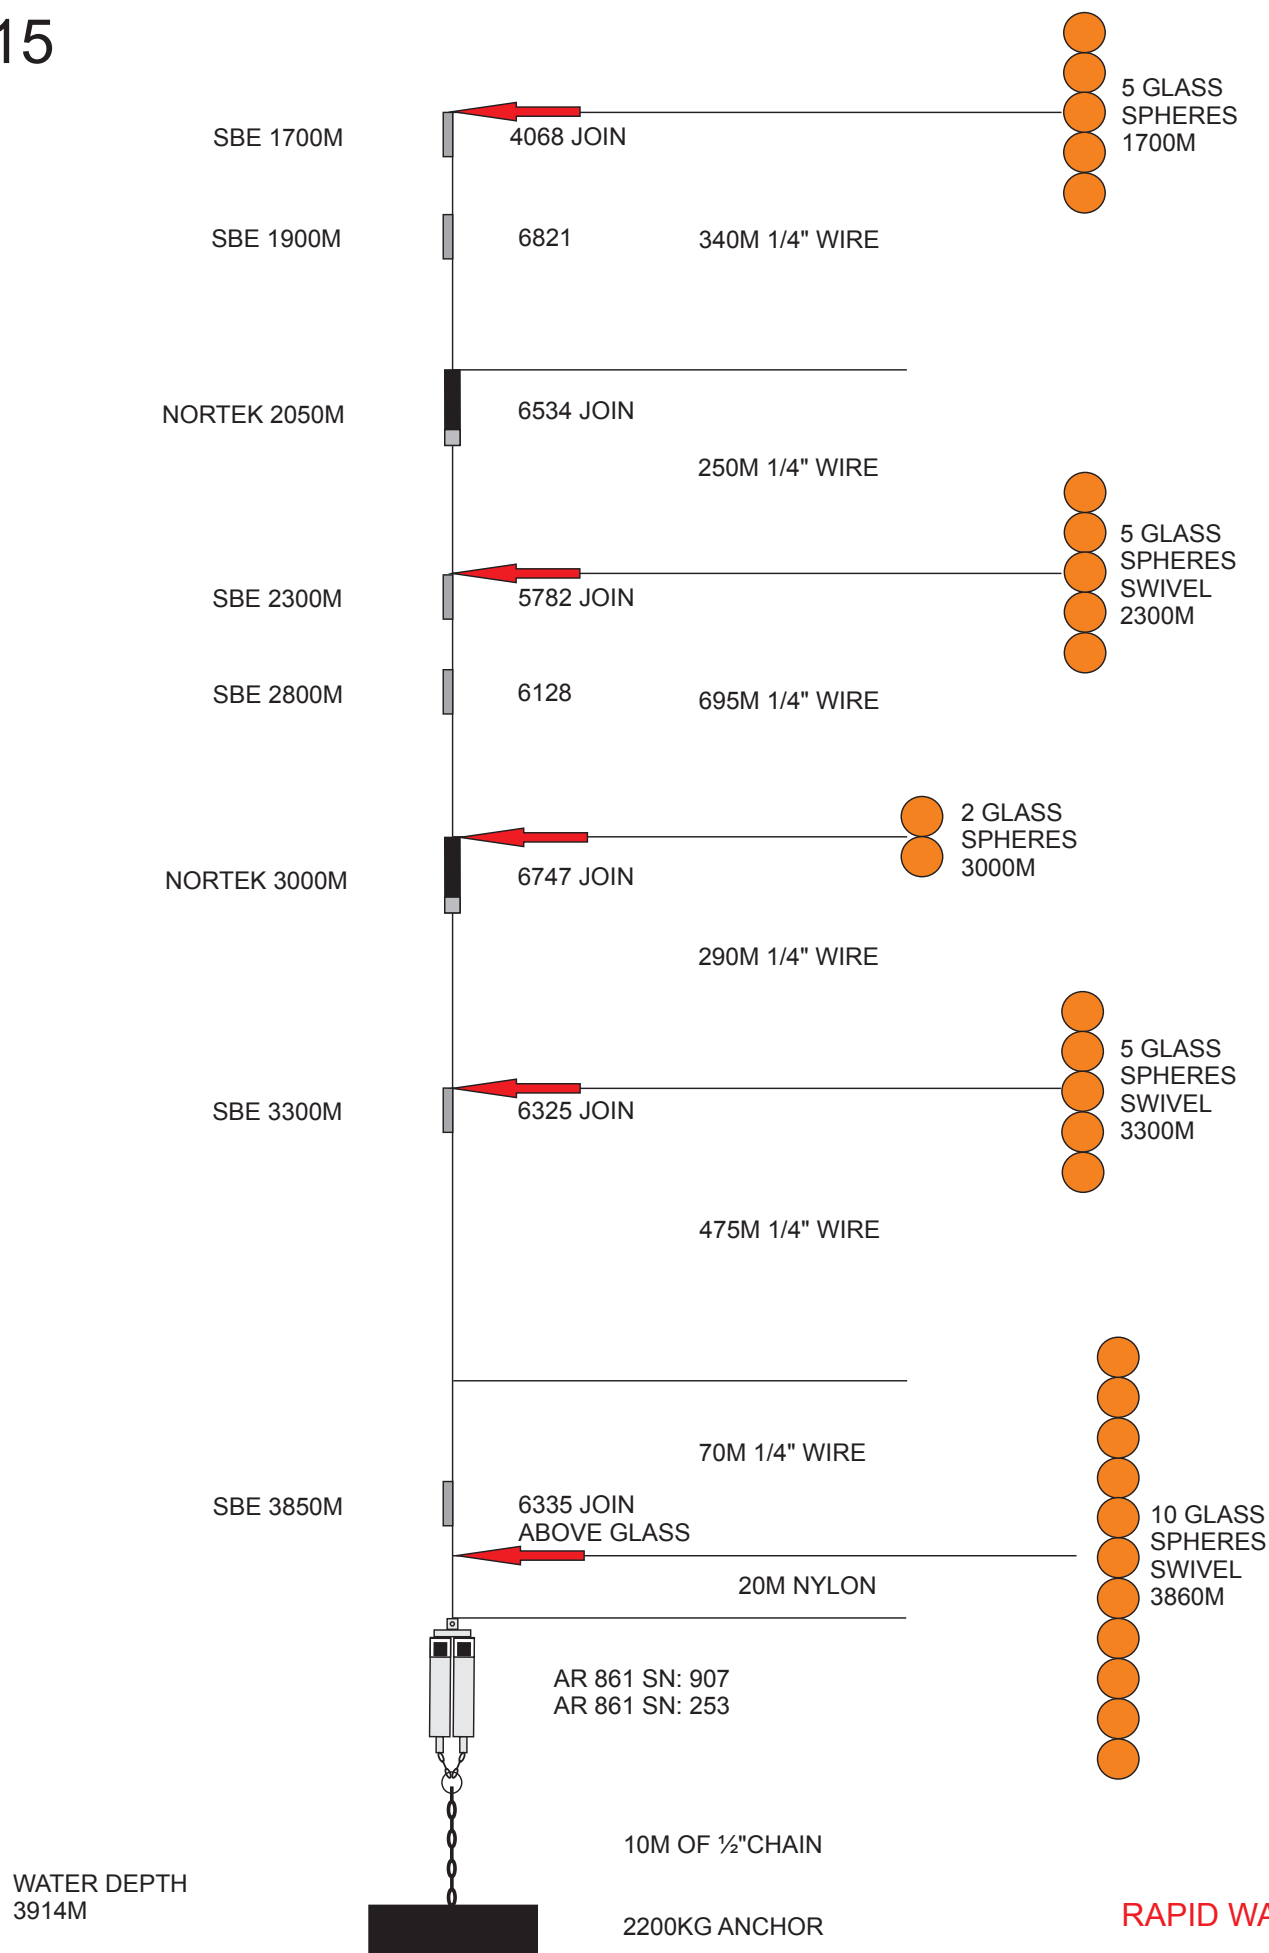 15
5 GLASS
SPHERES
1700M
SBE 1700M
4068 JOIN
SBE 1900M
6821
340M 1/4" WIRE
NORTEK 2050M
6534 JOIN
250M 1/4" WIRE
5 GLASS
SPHERES
SWIVEL
2300M
SBE 2300M
5782 JOIN
SBE 2800M
6128
695M 1/4" WIRE
2 GLASS
SPHERES
3000M
NORTEK 3000M
6747 JOIN
290M 1/4" WIRE
5 GLASS
SPHERES
SWIVEL
3300M
SBE 3300M
6325 JOIN
475M 1/4" WIRE
70M 1/4" WIRE
SBE 3850M
6335 JOIN
ABOVE GLASS
10 GLASS
SPHERES
SWIVEL
3860M
20M NYLON
AR 861 SN: 907
AR 861 SN: 253
10M OF ½"CHAIN
WATER DEPTH
3914M
2200KG ANCHOR
RAPID WA